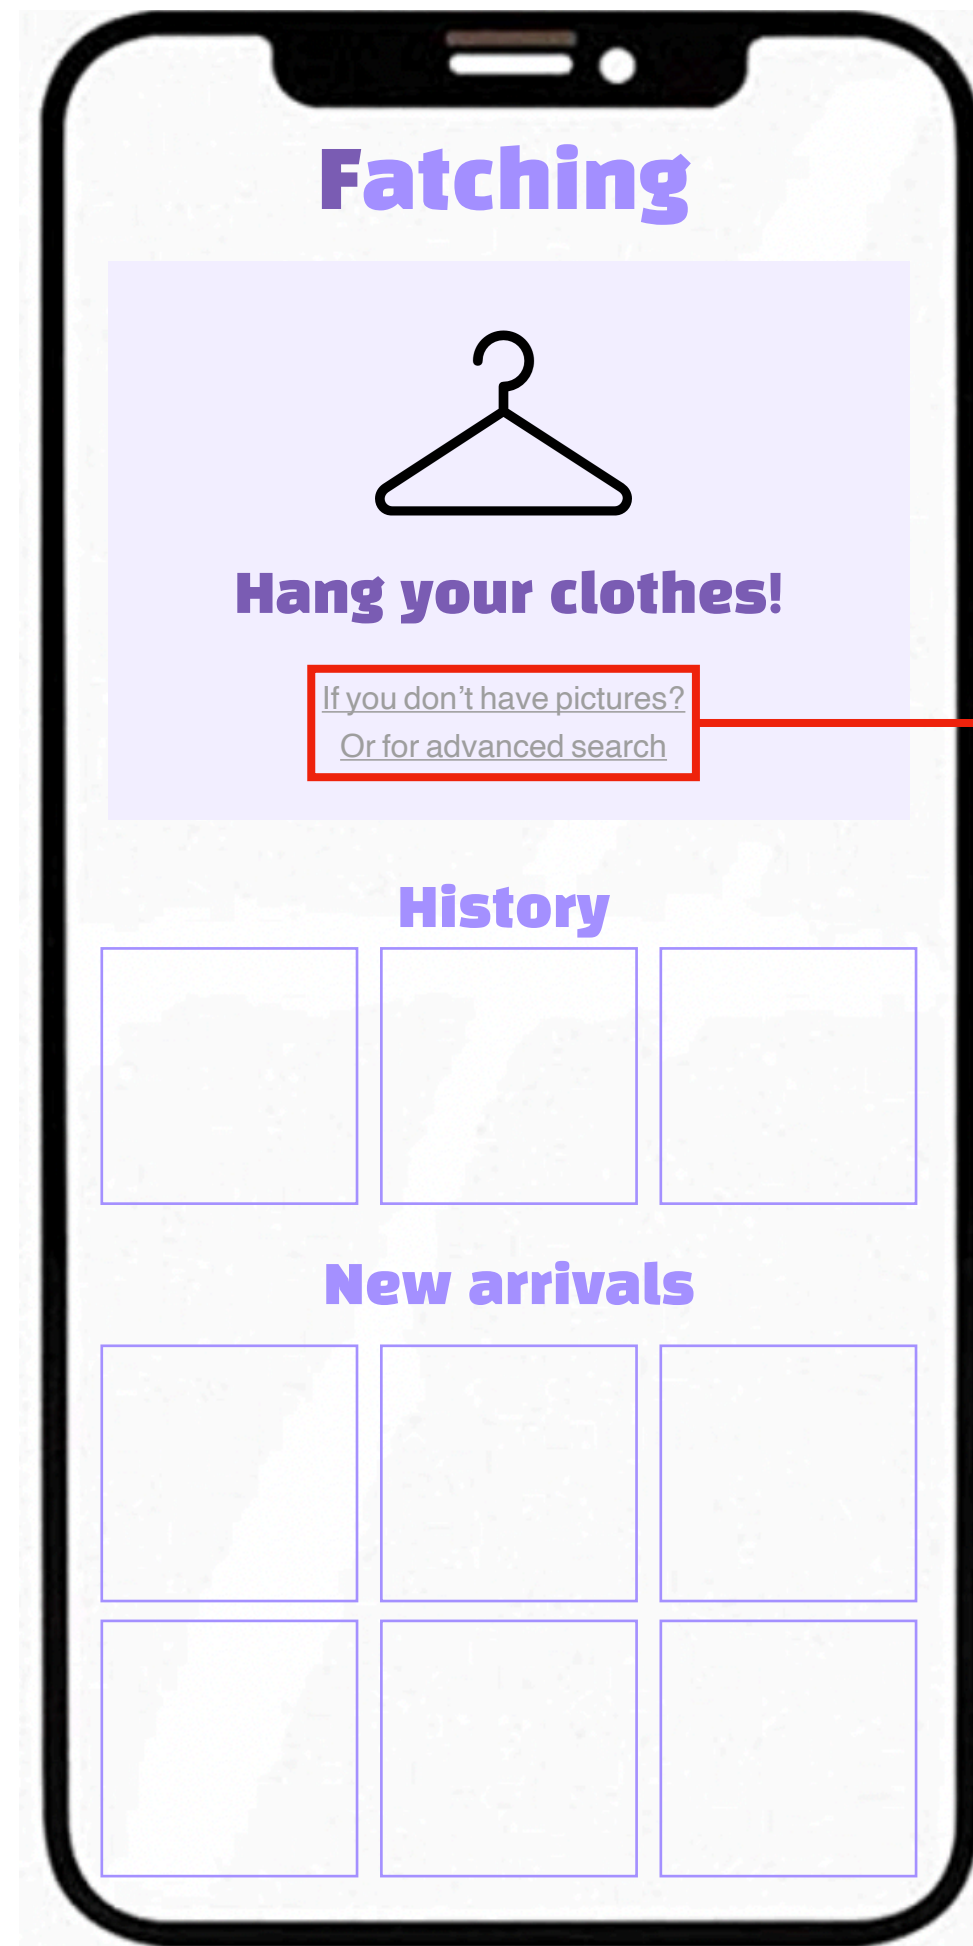 Fatching
Hang your clothes!
If you don’t have pictures?
Or for advanced search
History
New arrivals